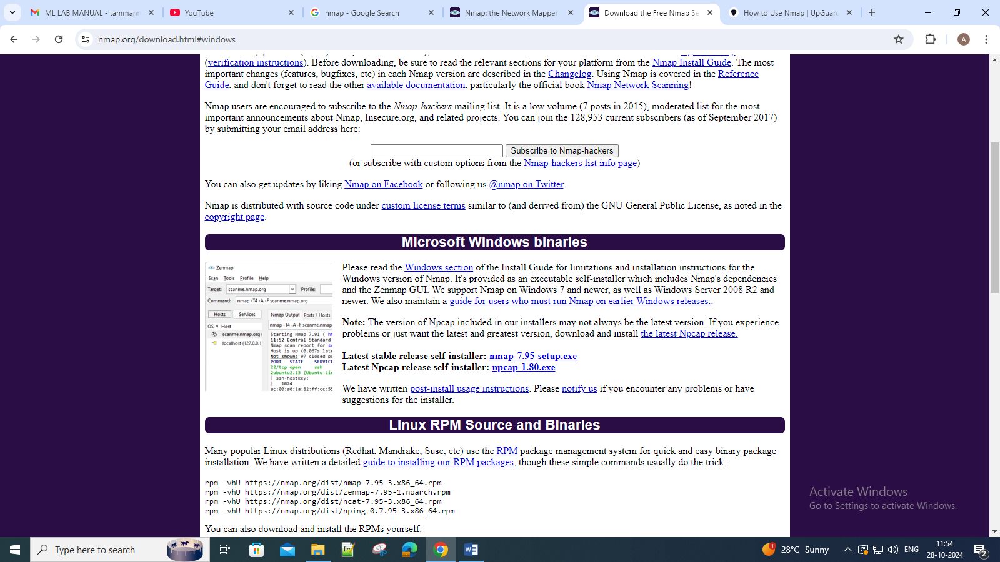 ML LAB MANUAL - tammann
YouTube
nmap - Google Search
Nmap: the Network Mapper
Download the Free Nmap Se
How to Use Nmap | UpGuard
nmap.org/download.html#windows
A
(verification instructions). Before downloading, be sure to read the relevant sections for your platform from the Nmap Install Guide. The most
important changes (features, bugfixes, etc) in each Nmap version are described in the Changelog. Using Nmap is covered in the Reference
Guide, and don't forget to read the other available documentation, particularly the official book Nmap Network Scanning!
Nmap users are encouraged to subscribe to the Nmap-hackers mailing list. It is a low volume (7 posts in 2015), moderated list for the most
important announcements about Nmap, Insecure.org, and related projects. You can join the 128,953 current subscribers (as of September 2017)
by submitting your email address here:
Subscribe to Nmap-hackers
(or subscribe with custom options from the Nmap-hackers list info page)
You can also get updates by liking Nmap on Facebook or following us @nmap on Twitter.
Nmap is distributed with source code under custom license terms similar to (and derived from) the GNU General Public License, as noted in the
copyright page.
Microsoft Windows binaries
Zenmap
Scan Tools Profile Help
Target: scanme.nmap.org Profile:
Command: nmap -T4 -A -F scanme.nmap.org
Hosts Services Nmap Output Ports / Hosts
OS Host nmap -T4 -A -F scanme.nmap.
scanme.nmap.org
localhost (127.0.0.1
Starting Nmap 7.91 ( ht
11:52 Central Standard
Nmap scan report for sc
Host is up (0.067s late
Not shown: 97 closed po
PORT STATE SERVICE
22/tcp open ssh
2ubuntu2.13 (Ubuntu Lin
| ssh-hostkey:
| 1024
ac:00:a0:1a:82:ff:cc:55
Please read the Windows section of the Install Guide for limitations and installation instructions for the
Windows version of Nmap. It's provided as an executable self-installer which includes Nmap's dependencies
and the Zenmap GUI. We support Nmap on Windows 7 and newer, as well as Windows Server 2008 R2 and
newer. We also maintain a guide for users who must run Nmap on earlier Windows releases..
Note: The version of Npcap included in our installers may not always be the latest version. If you experience
problems or just want the latest and greatest version, download and install the latest Npcap release.
Latest stable release self-installer: nmap-7.95-setup.exe
Latest Npcap release self-installer: npcap-1.80.exe
We have written post-install usage instructions. Please notify us if you encounter any problems or have
suggestions for the installer.
Linux RPM Source and Binaries
Many popular Linux distributions (Redhat, Mandrake, Suse, etc) use the RPM package management system for quick and easy binary package
installation. We have written a detailed guide to installing our RPM packages, though these simple commands usually do the trick:
rpm -vhU https://nmap.org/dist/nmap-7.95-3.x86_64.rpm
rpm -vhU https://nmap.org/dist/zenmap-7.95-1.noarch.rpm
rpm -vhU https://nmap.org/dist/ncat-7.95-3.x86_64.rpm
rpm -vhU https://nmap.org/dist/nping-0.7.95-3.x86_64.rpm
You can also download and install the RPMs yourself:
Activate Windows
Go to Settings to activate Windows.
Type here to search
1
28°C Sunny
ENG
11:54
28-10-2024
2